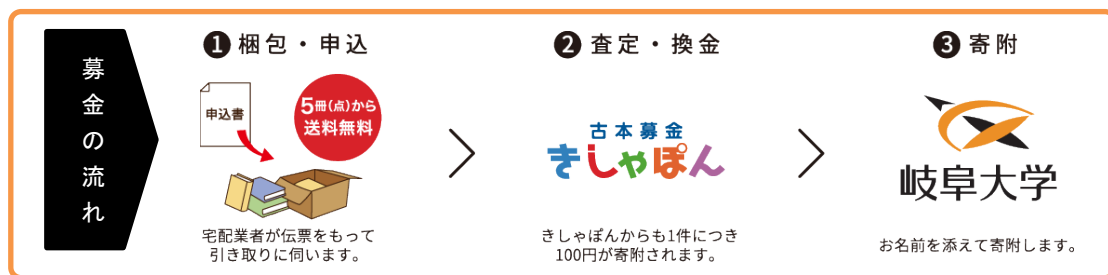 募金の流れ
❶梱包・申込
申込書
5冊(点)から
送料無料
宅配業者が伝票をもって
引き取りに伺います。
❷査定・換金
古本募金
きしゃぽん
きしゃぽんからも1件につき
100円が寄附されます。
❸寄附
岐阜大学
お名前を添えて寄附します。